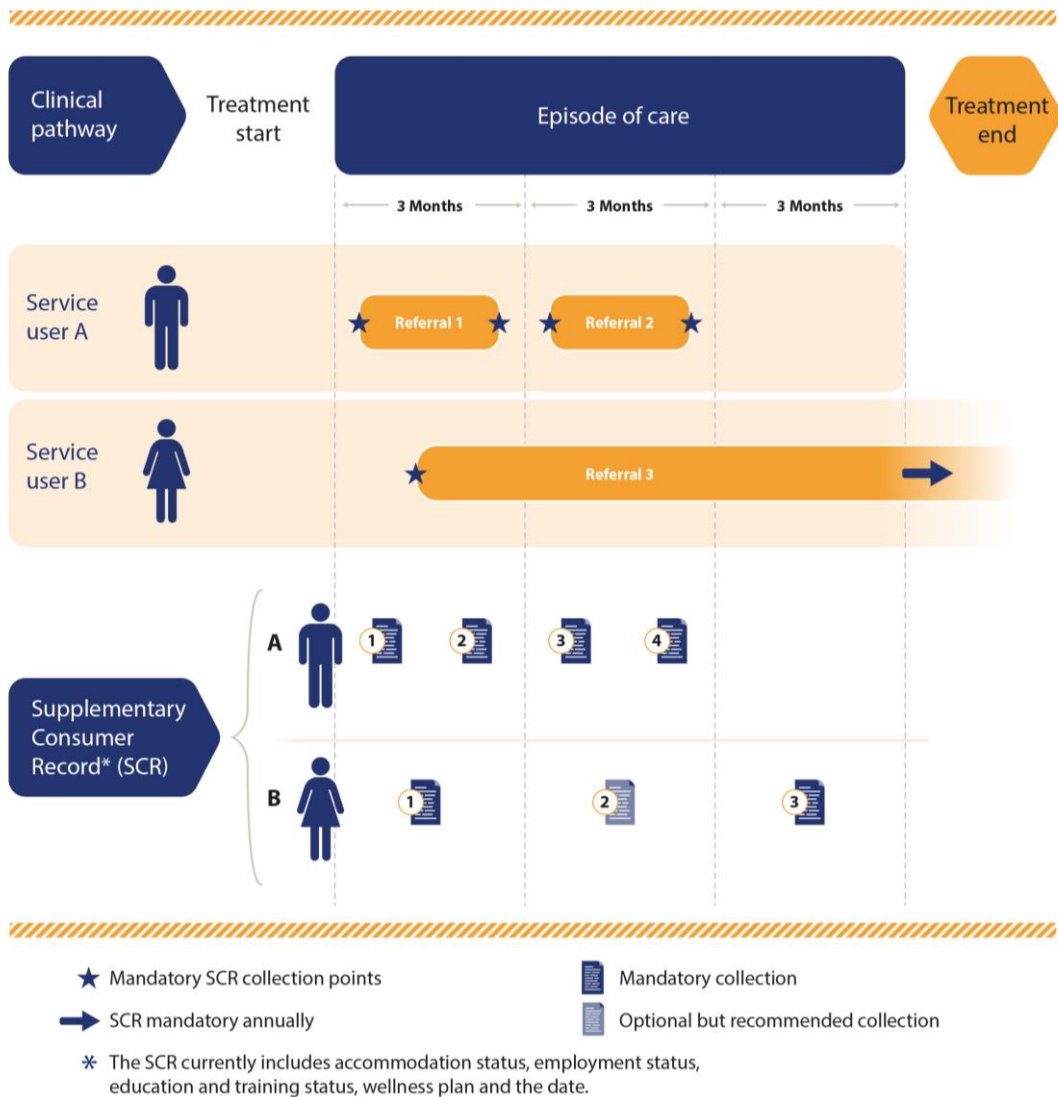 Clinical
pathway
Treatment
start
Episode of care
Treatment
end
3 Months
3 Months
3 Months
Service
user A
Referral 1
Referral 2
Service
user B
Referral 3
Supplementary
Consumer
Record* (SCR)
A
1
2
3
4
B
1
2
3
Mandatory SCR collection points
Mandatory collection
SCR mandatory annually
Optional but recommended collection
* The SCR currently includes accommodation status, employment status,
education and training status, wellness plan and the date.